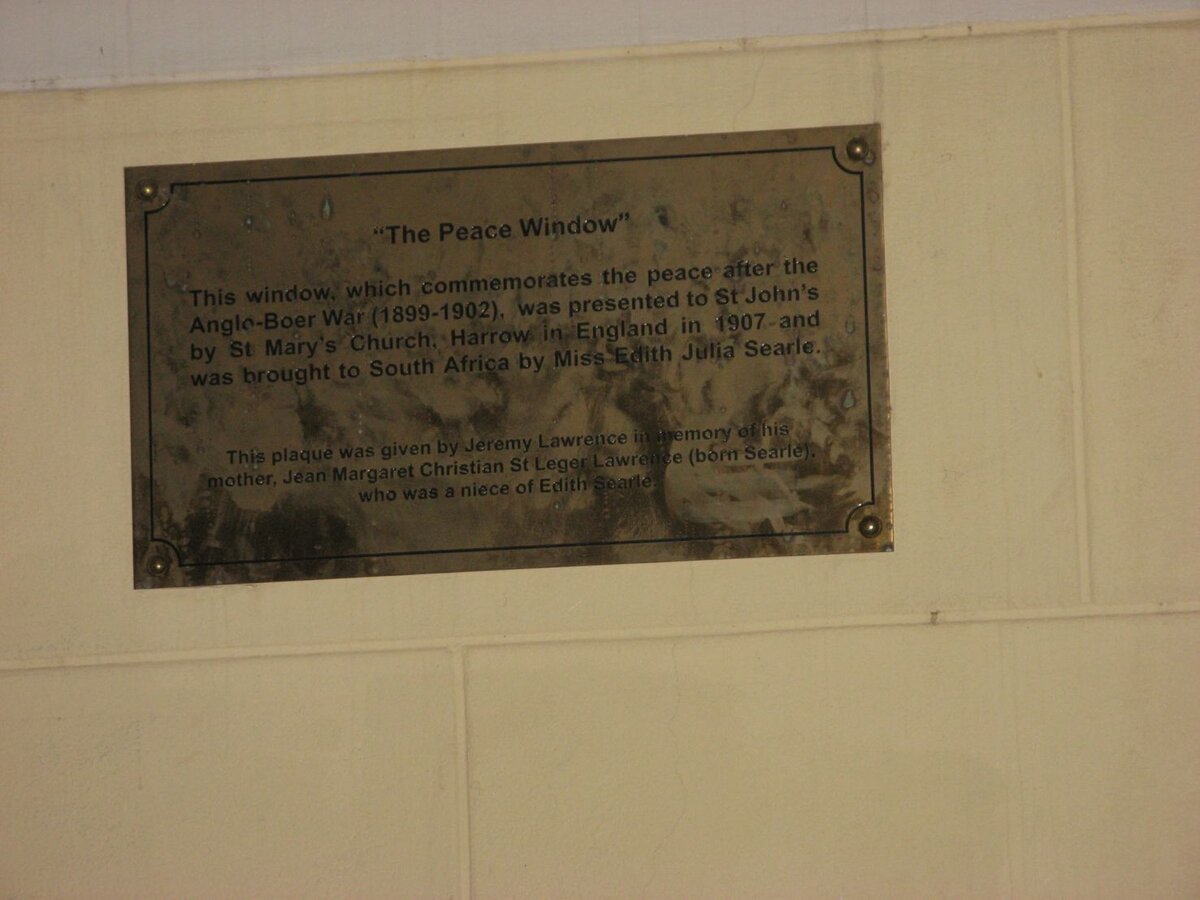 “The Peace Window”
This window, which commemorates the peace after the
Anglo-Boer War (1899-1902), was presented to St John's
by St Mary's Church, Harrow in England in 1907 and
was brought to South Africa by Miss Edith Julia Searle.
This plaque was given by Jeremy Lawrence in memory of his
mother, Jean Margaret Christian St Leger Lawrence (born Searle),
who was a niece of Edith Searle.